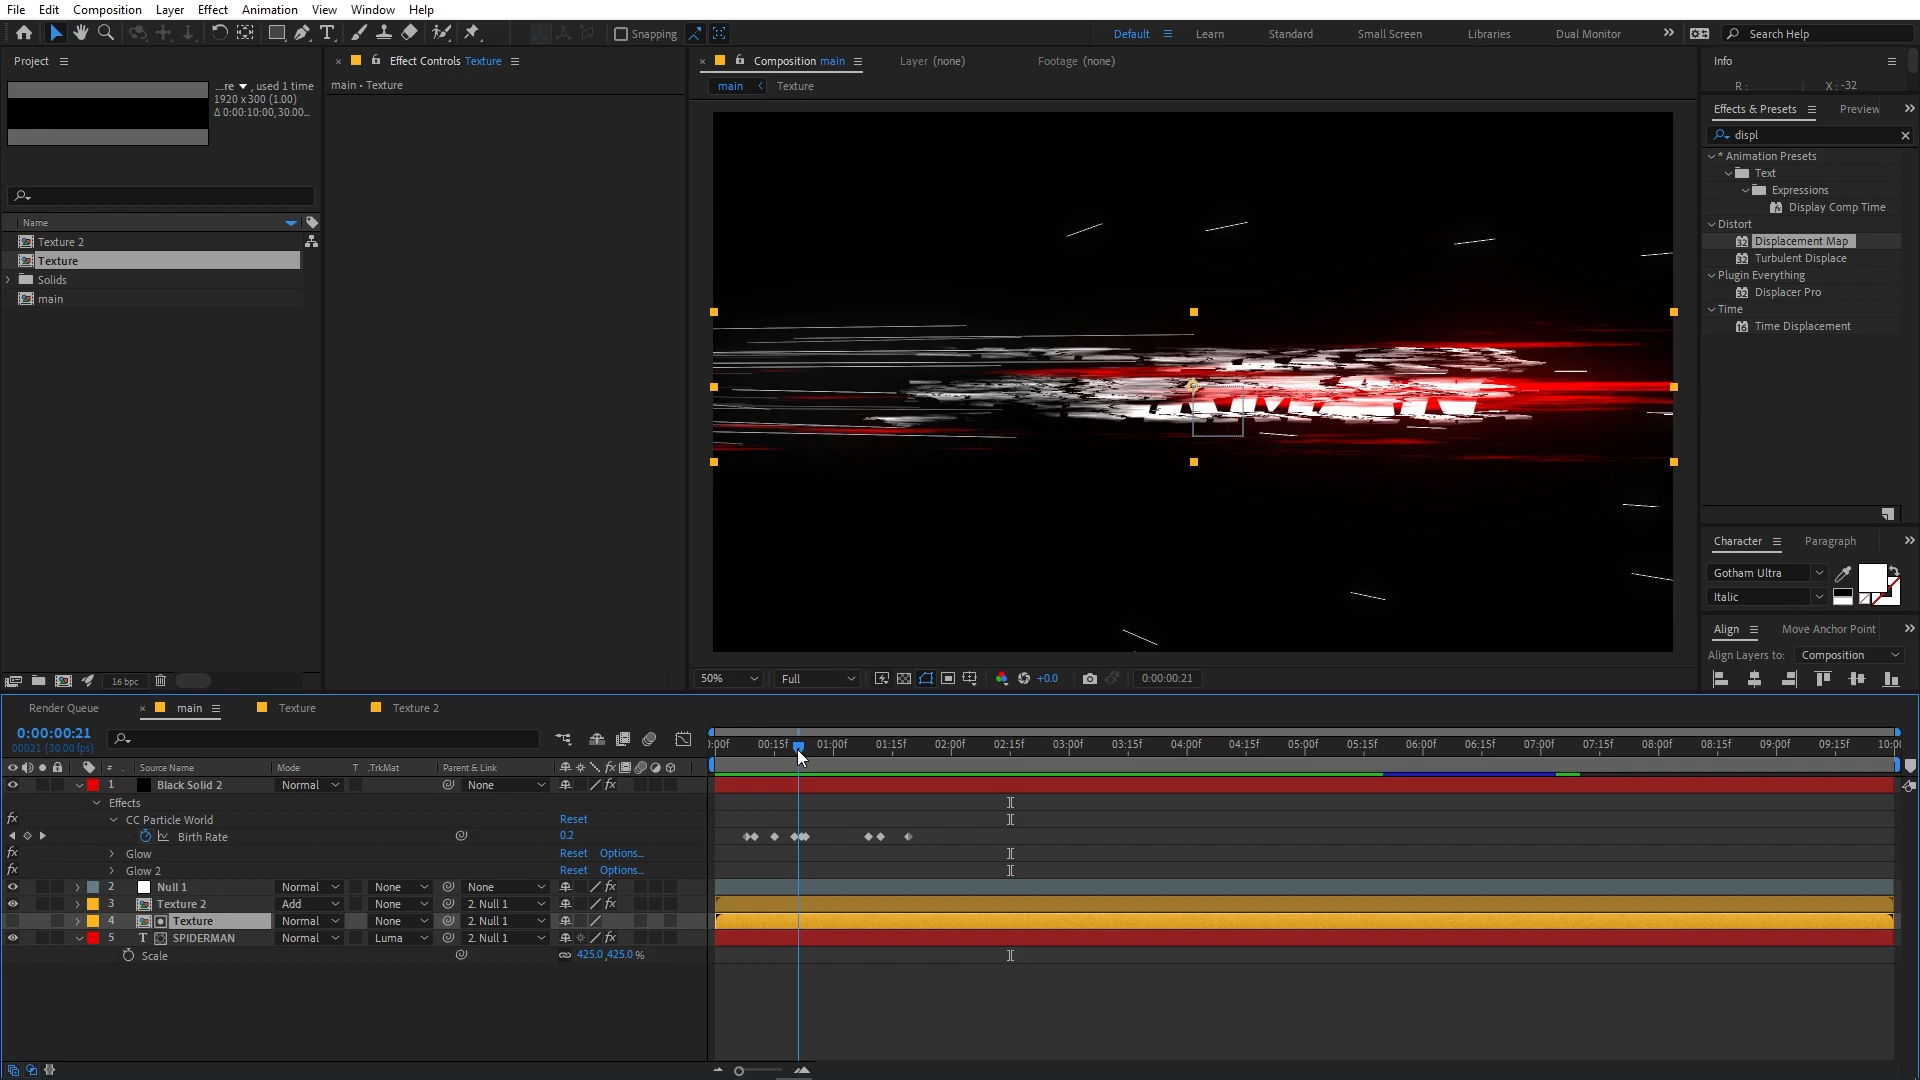 File Edit Composition Layer Effect Animation View Window Help
Snapping
Default Learn Standard Small Screen Libraries Dual Monitor Search Help
Project
Effect Controls Texture
main • Texture
Composition main
Layer (none)
Footage (none)
main
Texture
Info
R :
X : -32
...re , used 1 time
1920 x 300 (1.00)
Δ 0:00:10:00,30.00...
Name
Texture 2
Texture
Solids
main
16 bpc
Effects & Presets
Preview
displ
* Animation Presets
Text
Expressions
Display Comp Time
Distort
Displacement Map
Turbulent Displace
Plugin Everything
Displacer Pro
Time
Time Displacement
Character
Paragraph
Gotham Ultra
Italic
Align
Move Anchor Point
Align Layers to: Composition
50%
Full
+0.0
0:00:00:21
Render Queue
main
Texture
Texture 2
0:00:00:21
00021 (30.00 fps)
:00f 00:15f 01:00f 01:15f 02:00f 02:15f 03:00f 03:15f 04:00f 04:15f 05:00f 05:15f 06:00f 06:15f 07:00f 07:15f 08:00f 08:15f 09:00f 09:15f 10:00
# Source Name Mode T .TrkMat Parent & Link
1 Black Solid 2 Normal None
Effects
CC Particle World Reset
Birth Rate 0.2
Glow Reset Options...
Glow 2 Reset Options...
2 Null 1 Normal None None
3 Texture 2 Add None 2. Null 1
4 Texture Normal None 2. Null 1
5 T SPIDERMAN Normal Luma 2. Null 1
Scale 425.0,425.0 %